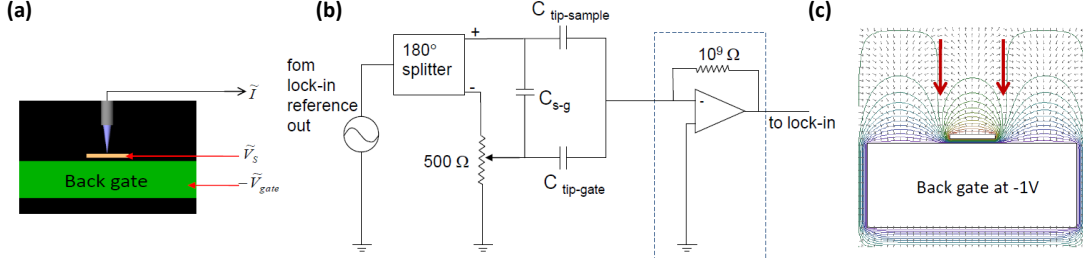 (a)
Ĩ
Ṽ_S
Back gate
−Ṽ_gate
(b)
fom
lock-in
reference
out
180°
splitter
+
-
500 Ω
C tip-sample
C s-g
C tip-gate
10⁹ Ω
-
to lock-in
(c)
Back gate at -1V